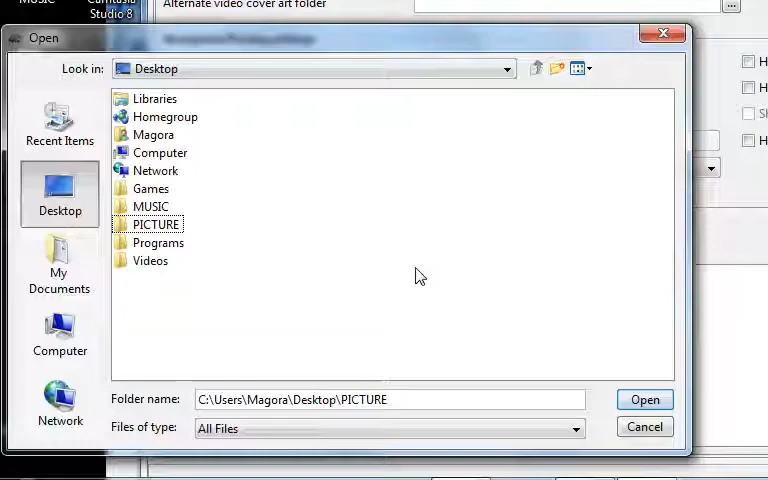 MUSIC
Camtasia
Studio 8
Alternate video cover art folder
...
Open
Look in:
Desktop
Recent Items
Desktop
My
Documents
Computer
Network
Libraries
Homegroup
Magora
Computer
Network
Games
MUSIC
PICTURE
Programs
Videos
H
H
H
Folder name:
C:\Users\Magora\Desktop\PICTURE
Open
Files of type:
All Files
Cancel